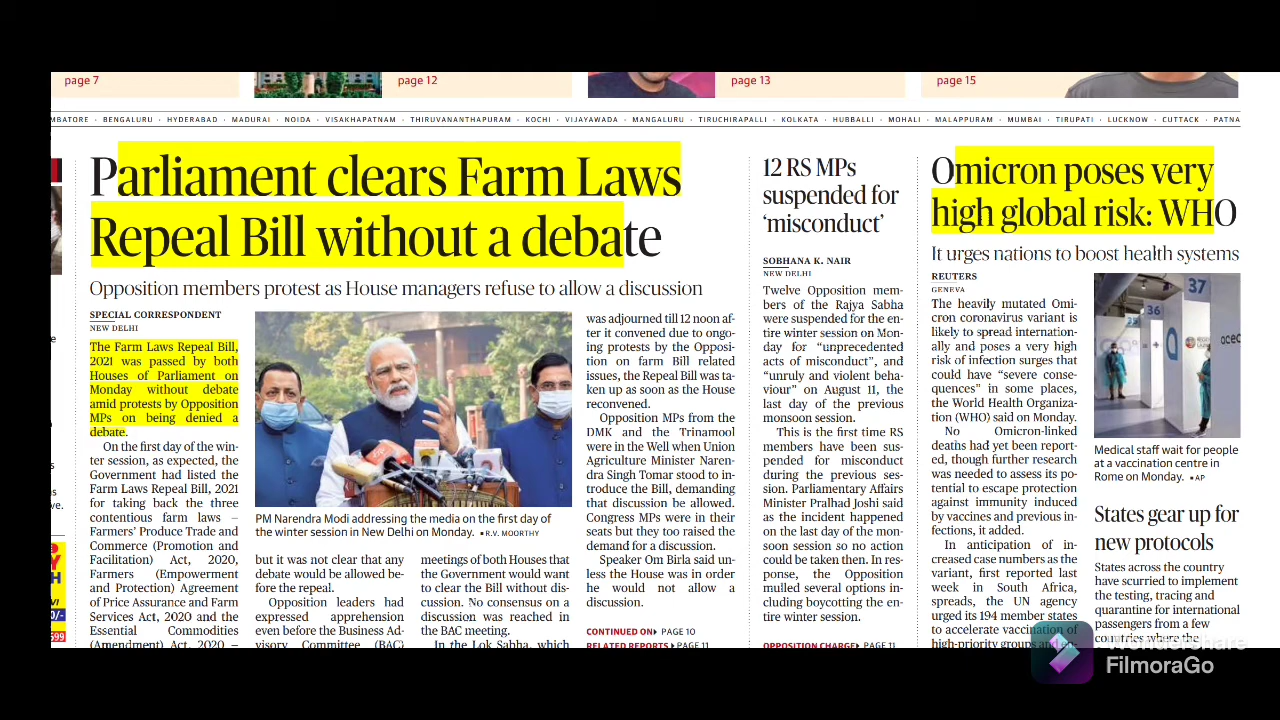 page 7
page 12
page 13
page 15
MBATORE · BENGALURU · HYDERABAD · MADURAI · NOIDA · VISAKHAPATNAM · THIRUVANANTHAPURAM · KOCHI · VIJAYAWADA · MANGALURU · TIRUCHIRAPALLI · KOLKATA · HUBBALLI · MOHALI · MALAPPURAM · MUMBAI · TIRUPATI · LUCKNOW · CUTTACK · PATNA
Parliament clears Farm Laws
Repeal Bill without a debate
Opposition members protest as House managers refuse to allow a discussion
SPECIAL CORRESPONDENT
NEW DELHI
The Farm Laws Repeal Bill,
2021 was passed by both
Houses of Parliament on
Monday without debate
amid protests by Opposition
MPs on being denied a
debate.
On the first day of the win-
ter session, as expected, the
Government had listed the
Farm Laws Repeal Bill, 2021
for taking back the three
contentious farm laws –
Farmers' Produce Trade and
Commerce (Promotion and
Facilitation) Act, 2020,
Farmers (Empowerment
and Protection) Agreement
of Price Assurance and Farm
Services Act, 2020 and the
Essential Commodities
(Amendment) Act, 2020 –
PM Narendra Modi addressing the media on the first day of
the winter session in New Delhi on Monday. ▪ R.V. MOORTHY
but it was not clear that any
debate would be allowed be-
fore the repeal.
Opposition leaders had
expressed apprehension
even before the Business Ad-
visory Committee (BAC)
meetings of both Houses that
the Government would want
to clear the Bill without dis-
cussion. No consensus on a
discussion was reached in
the BAC meeting.
In the Lok Sabha, which
was adjourned till 12 noon af-
ter it convened due to ongo-
ing protests by the Opposi-
tion on farm Bill related
issues, the Repeal Bill was ta-
ken up as soon as the House
reconvened.
Opposition MPs from the
DMK and the Trinamool
were in the Well when Union
Agriculture Minister Naren-
dra Singh Tomar stood to in-
troduce the Bill, demanding
that discussion be allowed.
Congress MPs were in their
seats but they too raised the
demand for a discussion.
Speaker Om Birla said un-
less the House was in order
he would not allow a
discussion.
CONTINUED ON PAGE 10
RELATED REPORTS PAGE 11
12 RS MPs
suspended for
‘misconduct’
SOBHANA K. NAIR
NEW DELHI
Twelve Opposition mem-
bers of the Rajya Sabha
were suspended for the en-
tire winter session on Mon-
day for “unprecedented
acts of misconduct”, and
“unruly and violent beha-
viour” on August 11, the
last day of the previous
monsoon session.
This is the first time RS
members have been sus-
pended for misconduct
during the previous ses-
sion. Parliamentary Affairs
Minister Pralhad Joshi said
as the incident happened
on the last day of the mon-
soon session so no action
could be taken then. In res-
ponse, the Opposition
mulled several options in-
cluding boycotting the en-
tire winter session.
OPPOSITION CHARGE PAGE 11
Omicron poses very
high global risk: WHO
It urges nations to boost health systems
REUTERS
GENEVA
The heavily mutated Omi-
cron coronavirus variant is
likely to spread internation-
ally and poses a very high
risk of infection surges that
could have “severe conse-
quences” in some places,
the World Health Organiza-
tion (WHO) said on Monday.
No Omicron-linked
deaths had yet been report-
ed, though further research
was needed to assess its po-
tential to escape protection
against immunity induced
by vaccines and previous in-
fections, it added.
In anticipation of in-
creased case numbers as the
variant, first reported last
week in South Africa,
spreads, the UN agency
urged its 194 member states
to accelerate vaccination of
high-priority groups and
37
36
35
Medical staff wait for people
at a vaccination centre in
Rome on Monday. ▪ AP
States gear up for
new protocols
States across the country
have scurried to implement
the testing, tracing and
quarantine for international
passengers from a few
countries where the
Wondershare
FilmoraGo